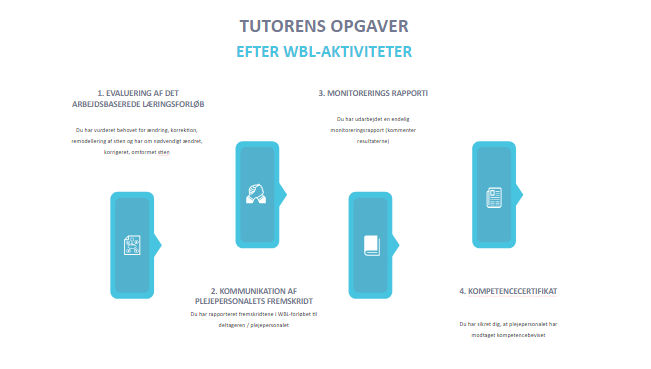 TUTORENS OPGAVER
EFTER WBL-AKTIVITETER
1. EVALUERING AF DET
ARBEJDSBASEREDE LÆRINGSFORLØB
Du har vurderet behovet for ændring, korrektion,
remodellering af stien og har om nødvendigt ændret,
korrigeret, omformet stien
2. KOMMUNIKATION AF
PLEJEPERSONALETS FREMSKRIDT
Du har rapporteret fremskridtene i WBL-forløbet til
deltageren / plejepersonalet
3. MONITORERINGS RAPPORTI
Du har udarbejdet en endelig
monitoreringsrapport (kommenter
resultaterne)
4. KOMPETENCECERTIFIKAT
Du har sikret dig, at plejepersonalet har
modtaget kompetencebeviset